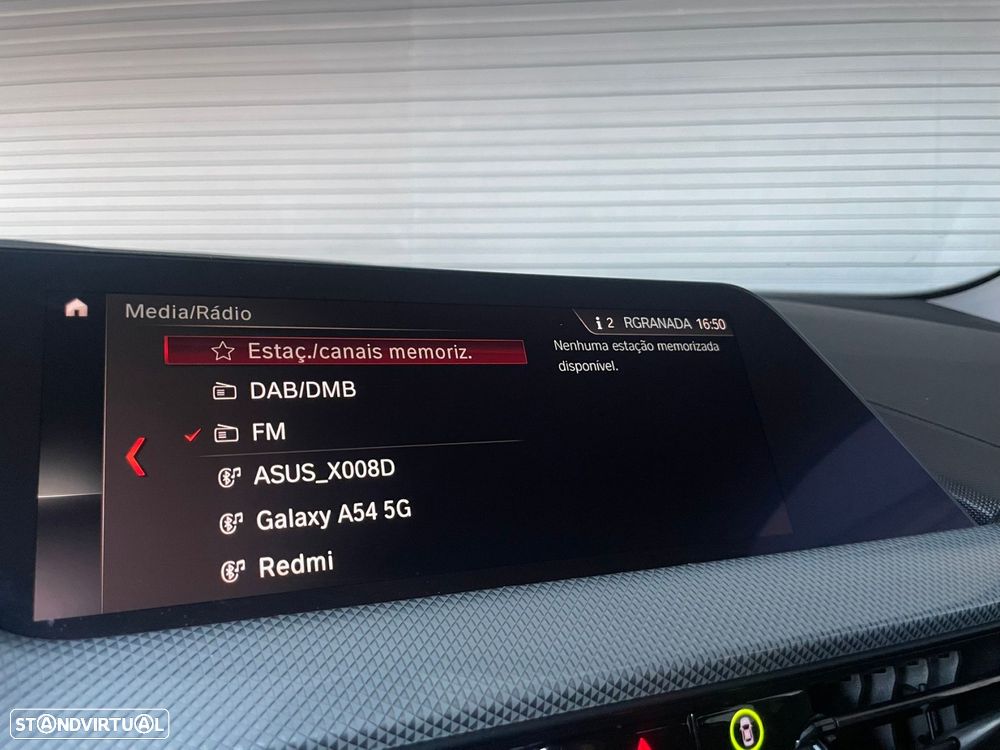 Media/Rádio
i 2 RGRANADA 16:50
Estaç./canais memoriz.
Nenhuma estação memorizada
disponível.
DAB/DMB
FM
ASUS_X008D
Galaxy A54 5G
Redmi
STANDVIRTUAL